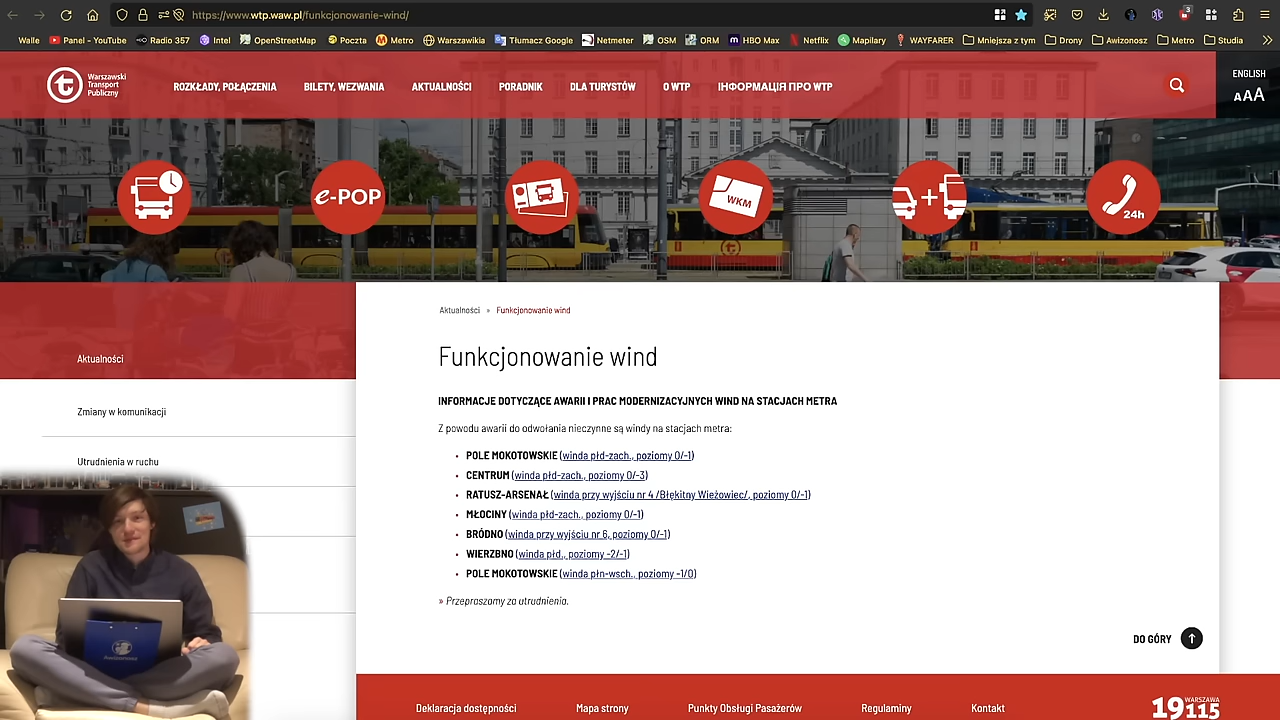 https://www.wtp.waw.pl/funkcjonowanie-wind/
3
Walle Panel - YouTube Radio 357 Intel OpenStreetMap Poczta Metro Warszawikia Tłumacz Google Netmeter OSM ORM HBO Max Netflix Mapilary WAYFARER Mniejsza z tym Drony Awizonosz Metro Studia
Warszawski
Transport
Publiczny
ROZKŁADY, POŁĄCZENIA BILETY, WEZWANIA AKTUALNOŚCI PORADNIK DLA TURYSTÓW O WTP ІНФОРМАЦІЯ ПРО WTP
ENGLISH
AAA
e-POP
WKM
24h
Aktualności » Funkcjonowanie wind
Funkcjonowanie wind
Aktualności
Zmiany w komunikacji
Utrudnienia w ruchu
INFORMACJE DOTYCZĄCE AWARII I PRAC MODERNIZACYJNYCH WIND NA STACJACH METRA
Z powodu awarii do odwołania nieczynne są windy na stacjach metra:
• POLE MOKOTOWSKIE (winda płd-zach., poziomy 0/-1)
• CENTRUM (winda płd-zach., poziomy 0/-3)
• RATUSZ-ARSENAŁ (winda przy wyjściu nr 4 /Błękitny Wieżowiec/, poziomy 0/-1)
• MŁOCINY (winda płd-zach., poziomy 0/-1)
• BRÓDNO (winda przy wyjściu nr 6, poziomy 0/-1)
• WIERZBNO (winda płd., poziomy -2/-1)
• POLE MOKOTOWSKIE (winda płn-wsch., poziomy -1/0)
» Przepraszamy za utrudnienia.
DO GÓRY
Deklaracja dostępności Mapa strony Punkty Obsługi Pasażerów Regulaminy Kontakt
WARSZAWA
19115